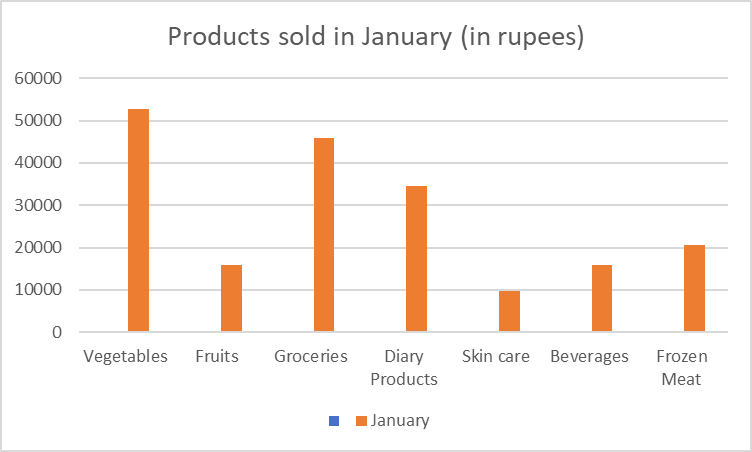 Products sold in January (in rupees)
60000
50000
40000
30000
20000
10000
0
Vegetables Fruits Groceries Diary Skin care Beverages Frozen
Products Meat
January